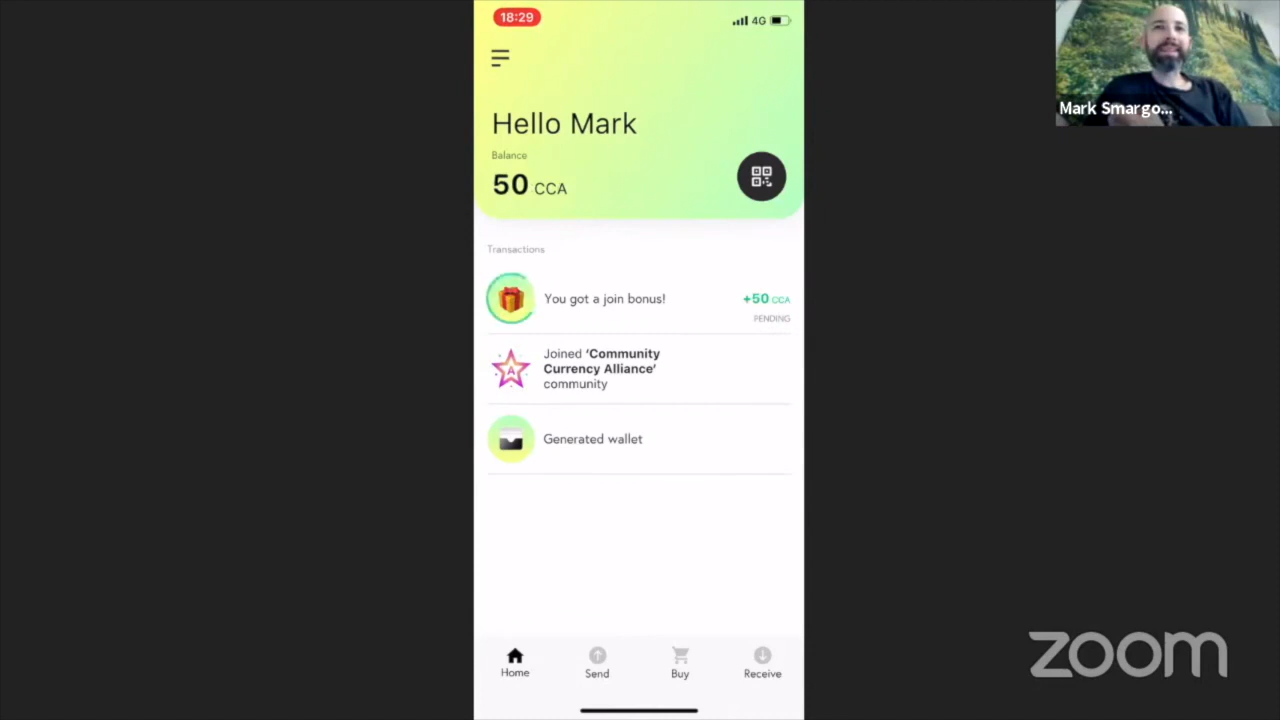 18:29
4G
Mark Smargo...
Hello Mark
Balance
50 CCA
Transactions
You got a join bonus!
+50 CCA
PENDING
A
Joined ‘Community
Currency Alliance’
community
Generated wallet
Home
Send
Buy
Receive
zoom